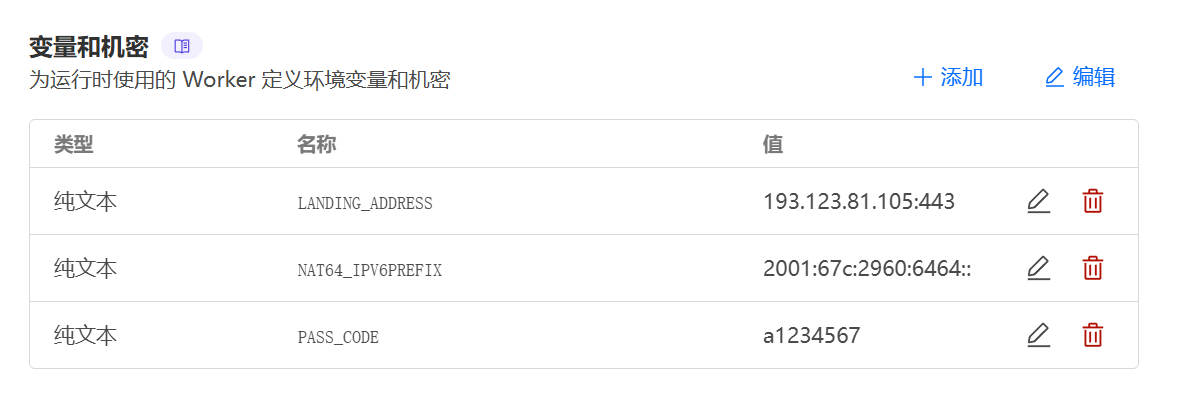 变量和机密
为运行时使用的 Worker 定义环境变量和机密
添加 编辑
类型 名称 值
纯文本 LANDING_ADDRESS 193.123.81.105:443
纯文本 NAT64_IPV6PREFIX 2001:67c:2960:6464::
纯文本 PASS_CODE a1234567